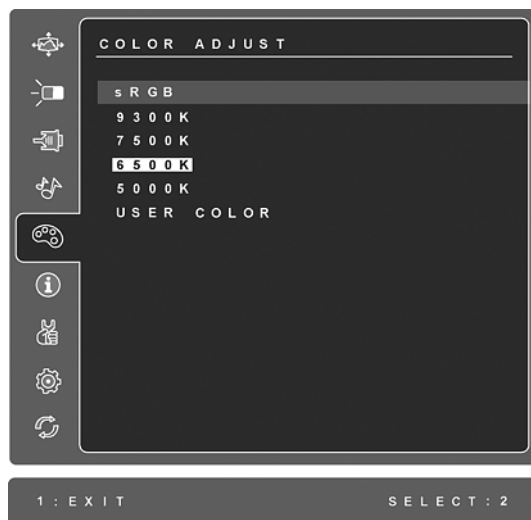 COLOR ADJUST
sRGB
9300K
7500K
6500K
5000K
USER COLOR
1:EXIT SELECT:2